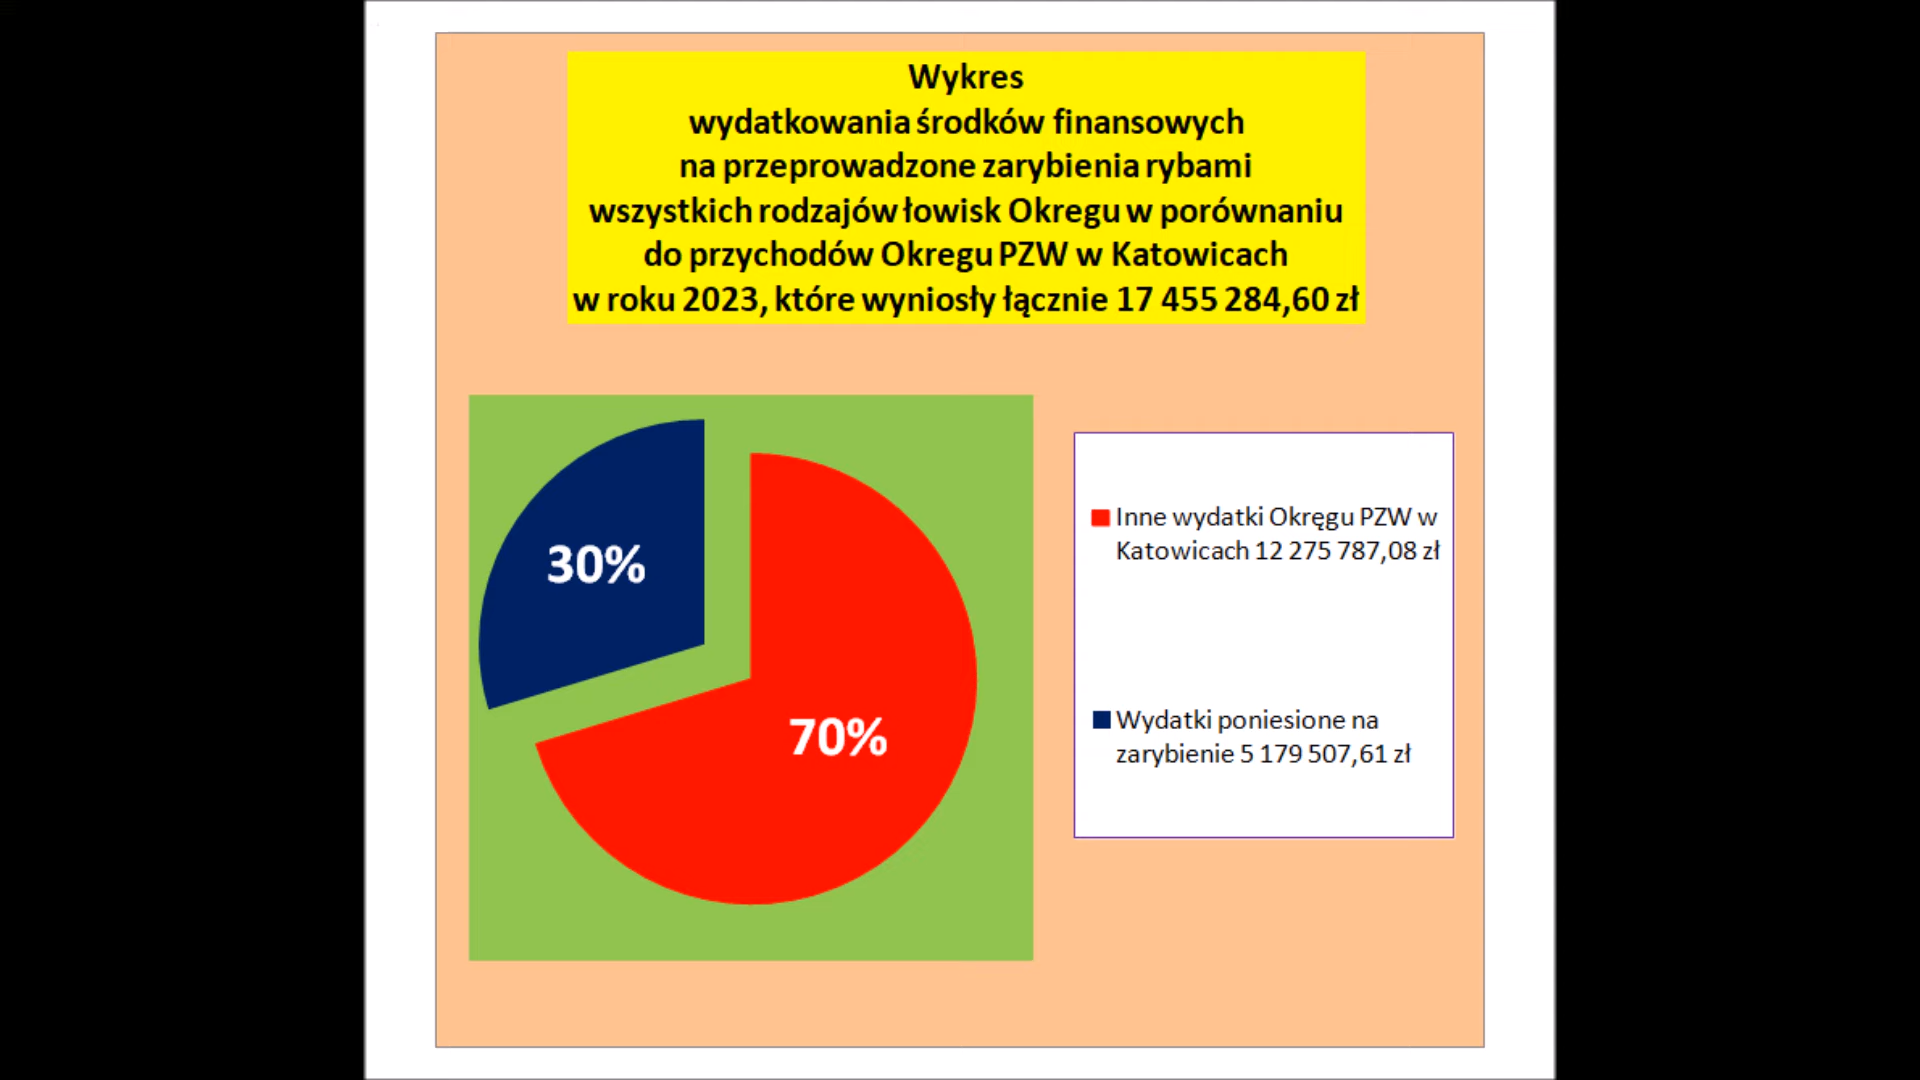 Wykres
wydatkowania środków finansowych
na przeprowadzone zarybienia rybami
wszystkich rodzajów łowisk Okregu w porównaniu
do przychodów Okregu PZW w Katowicach
w roku 2023, które wyniosły łącznie 17 455 284,60 zł
30%
70%
Inne wydatki Okręgu PZW w
Katowicach 12 275 787,08 zł
Wydatki poniesione na
zarybienie 5 179 507,61 zł